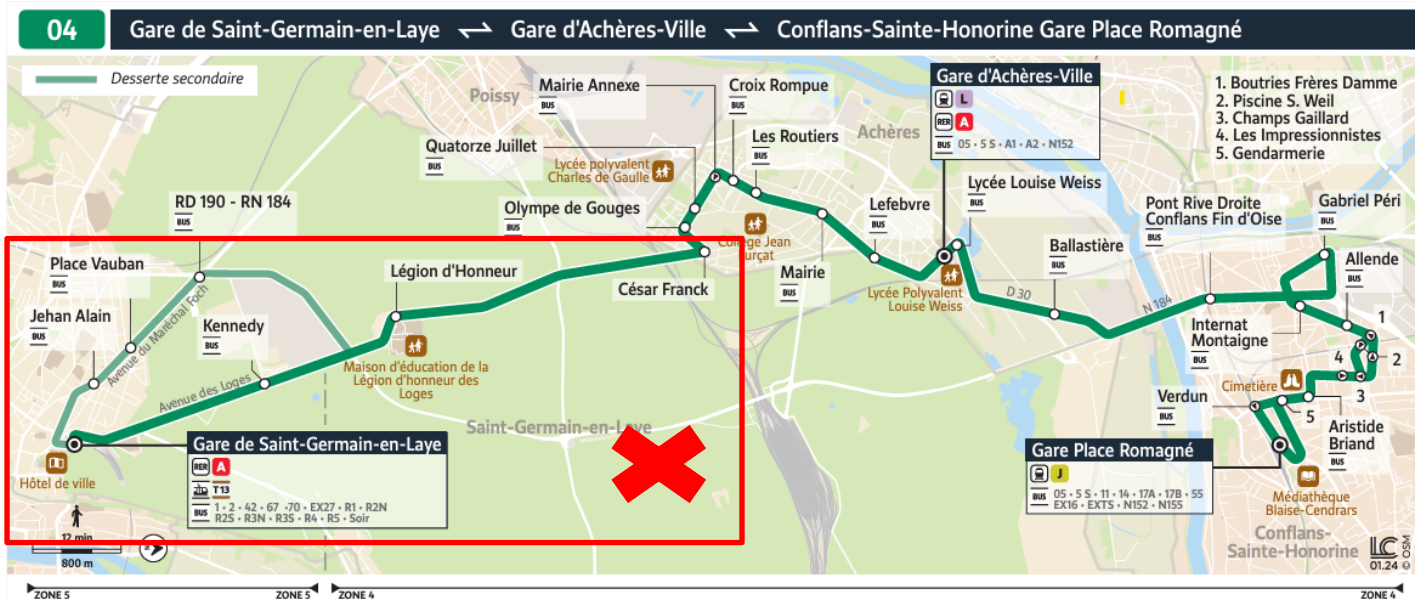 04
Gare de Saint-Germain-en-Laye ⇌ Gare d'Achères-Ville ⇌ Conflans-Sainte-Honorine Gare Place Romagné
Desserte secondaire
Poissy
Mairie Annexe
BUS
Croix Rompue
BUS
Gare d'Achères-Ville
L
RER A
BUS 05 • 5 S • A1 • A2 • N152
1. Boutries Frères Damme
2. Piscine S. Weil
3. Champs Gaillard
4. Les Impressionnistes
5. Gendarmerie
Quatorze Juillet
BUS
Lycée polyvalent
Charles de Gaulle
Les Routiers
BUS
Achères
RD 190 - RN 184
BUS
Olympe de Gouges
BUS
Collège Jean
Lefebvre
BUS
Lycée Louise Weiss
BUS
Pont Rive Droite
Conflans Fin d'Oise
BUS
Gabriel Péri
BUS
Place Vauban
BUS
Légion d'Honneur
César Franck
Mairie
BUS
Lycée Polyvalent
Louise Weiss
Ballastière
BUS
Allende
BUS
Jehan Alain
BUS
Avenue du Maréchal Foch
Kennedy
BUS
D 30
N 184
Internat
Montaigne
BUS
1
2
3
4
5
Maison d'éducation de la
Légion d'honneur des
Loges
Avenue des Loges
Cimetière
Verdun
BUS
Aristide
Briand
BUS
Saint-Germain-en-Laye
Gare de Saint-Germain-en-Laye
RER A
T13
BUS 1 • 2 • 42 • 67 •70 • EX27 • R1 • R2N
R2S • R3N • R3S • R4 • R5 • Soir
Hôtel de ville
Gare Place Romagné
J
BUS 05 • 5 S • 11 • 14 • 17A • 17B • 55
EX16 • EXTS • N152 • N155
Médiathèque
Blaise-Cendrars
Conflans-
Sainte-Honorine
12 min
800 m
LC
01.24 © OSM
ZONE 5
ZONE 5
ZONE 4
ZONE 4